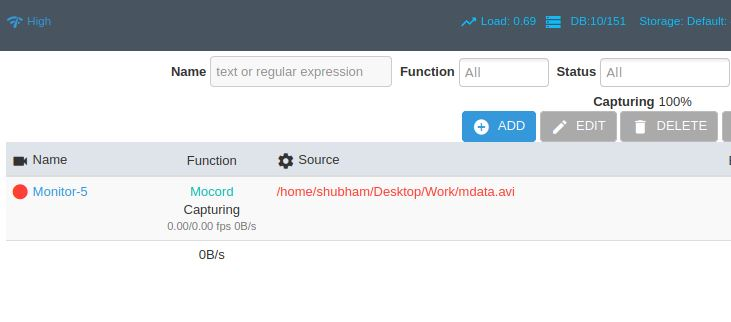 High Load: 0.69 DB:10/151 Storage: Default:
Name text or regular expression Function All Status All
Capturing 100%
ADD EDIT DELETE
Name Function Source
Monitor-5 Mocord /home/shubham/Desktop/Work/mdata.avi
Capturing
0.00/0.00 fps 0B/s
0B/s